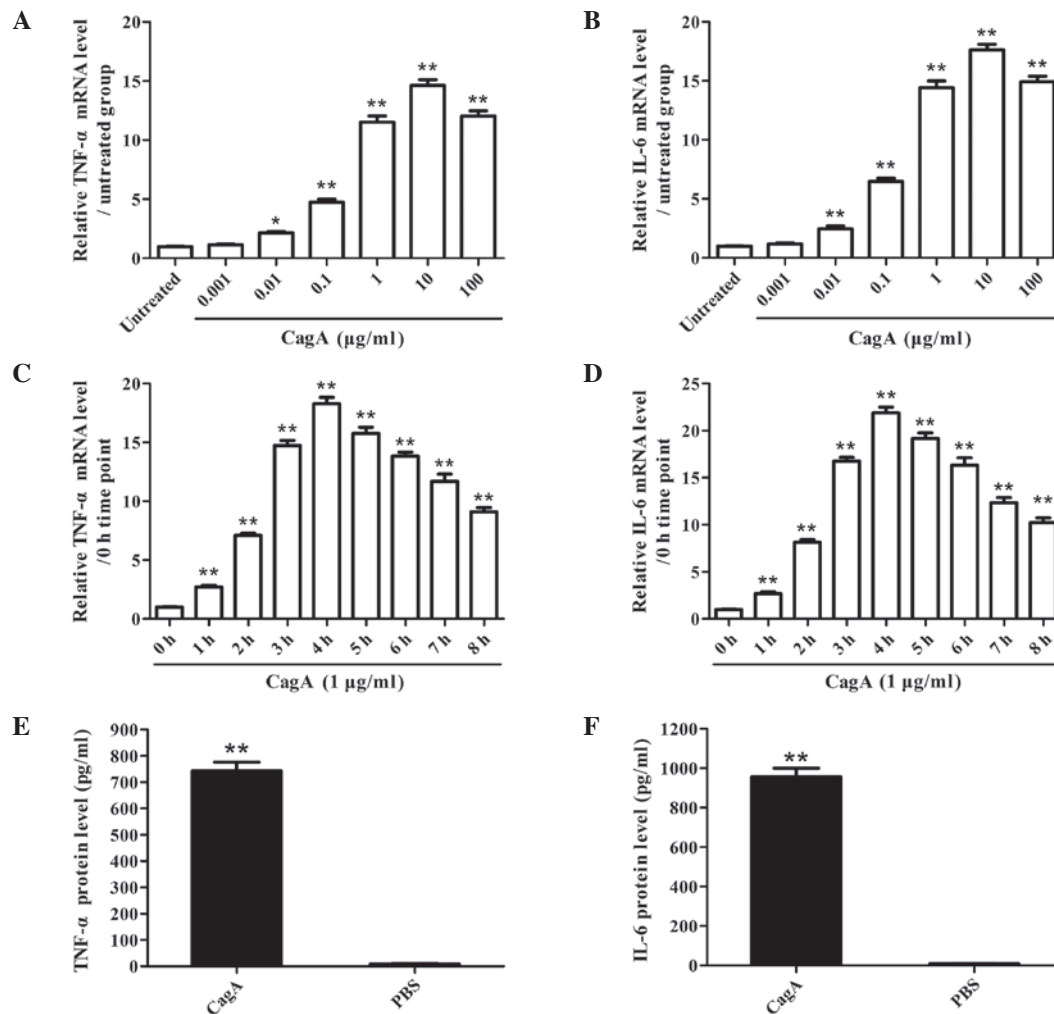 A
Relative TNF-α mRNA level
/ untreated group
20
15
10
5
0
*
**
**
**
**
Untreated
0.001
0.01
0.1
1
10
100
CagA (µg/ml)
B
Relative IL-6 mRNA level
/ untreated group
20
15
10
5
0
**
**
**
**
**
Untreated
0.001
0.01
0.1
1
10
100
CagA (µg/ml)
C
Relative TNF-α mRNA level
/0 h time point
20
15
10
5
0
**
**
**
**
**
**
**
**
0 h
1 h
2 h
3 h
4 h
5 h
6 h
7 h
8 h
CagA (1 µg/ml)
D
Relative IL-6 mRNA level
/0 h time point
25
20
15
10
5
0
**
**
**
**
**
**
**
**
0 h
1 h
2 h
3 h
4 h
5 h
6 h
7 h
8 h
CagA (1 µg/ml)
E
TNF-α protein level (pg/ml)
900
800
700
600
500
400
300
200
100
0
**
CagA
PBS
F
IL-6 protein level (pg/ml)
1200
1000
800
600
400
200
0
**
CagA
PBS